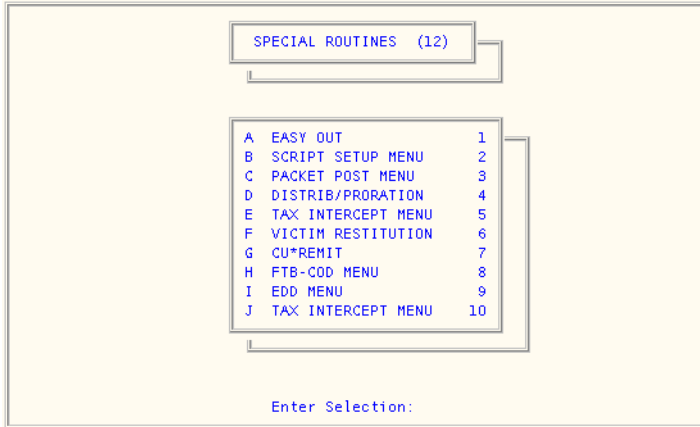 SPECIAL ROUTINES (12)
A EASY OUT 1
B SCRIPT SETUP MENU 2
C PACKET POST MENU 3
D DISTRIB/PRORATION 4
E TAX INTERCEPT MENU 5
F VICTIM RESTITUTION 6
G CU*REMIT 7
H FTB-COD MENU 8
I EDD MENU 9
J TAX INTERCEPT MENU 10
Enter Selection: